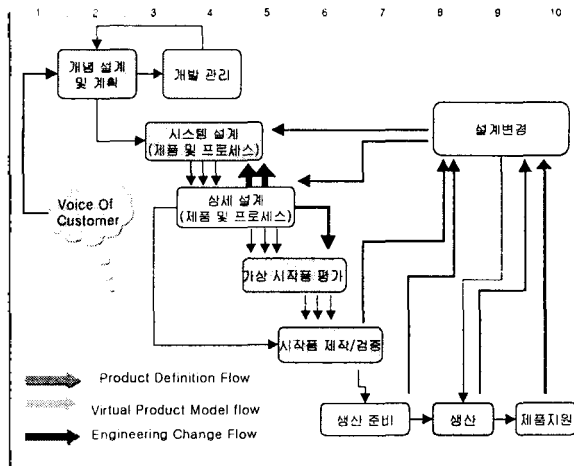 1 2 3 4 5 6 7 8 9 10
개념 설계
및 계획
개발 관리
시스템 설계
(제품 및 프로세스)
설계변경
Voice Of
Customer
상세 설계
(제품 및 프로세스)
가상 시작품 평가
시작품 제작/검증
Product Definition Flow
Virtual Product Model flow
Engineering Change Flow
생산 준비
생산
제품지원